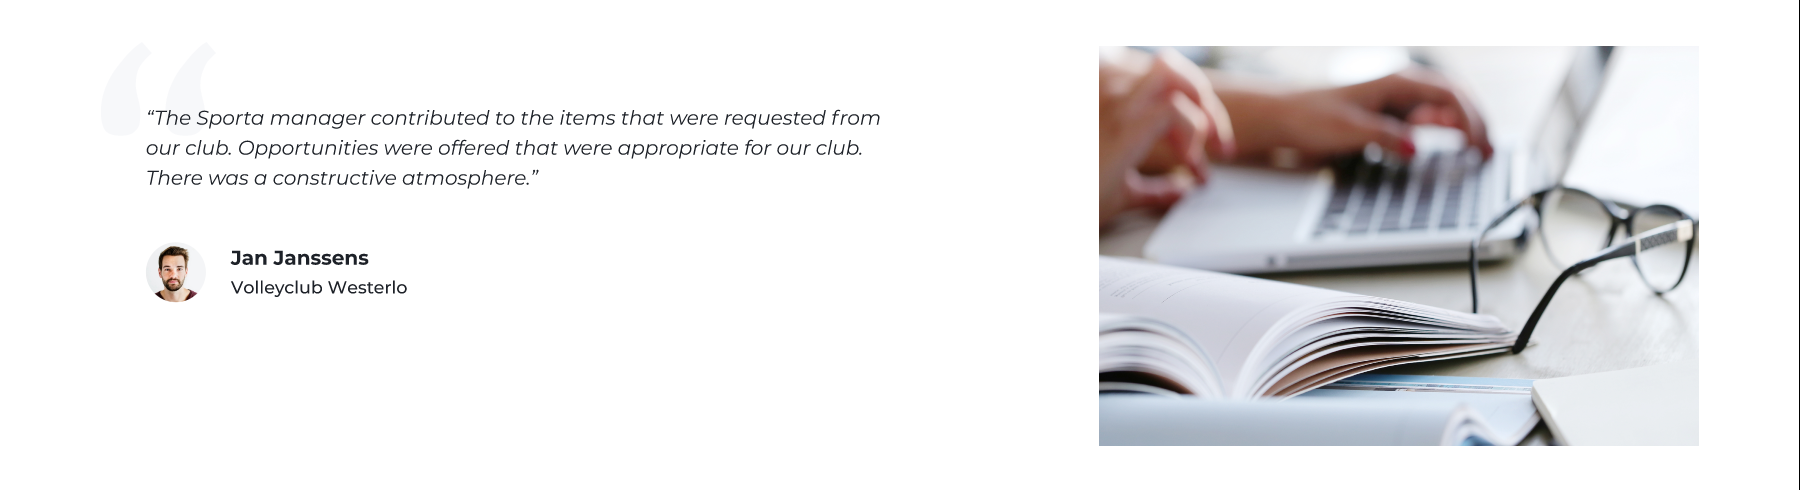 “The Sporta manager contributed to the items that were requested from
our club. Opportunities were offered that were appropriate for our club.
There was a constructive atmosphere.”
Jan Janssens
Volleyclub Westerlo